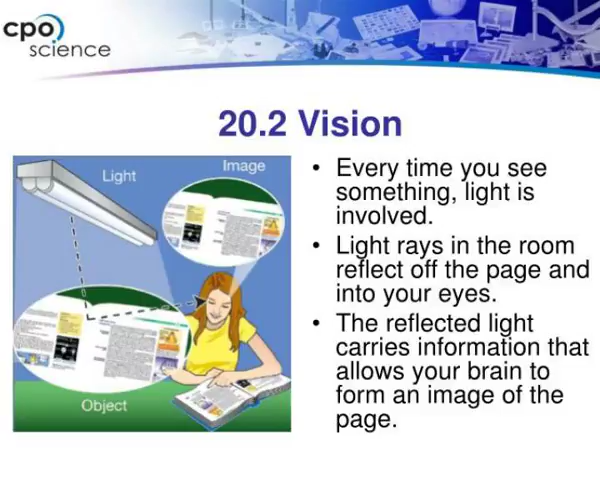 cpo
science
20.2 Vision
Light
Image
Object
• Every time you see
something, light is
involved.
• Light rays in the room
reflect off the page and
into your eyes.
• The reflected light
carries information that
allows your brain to
form an image of the
page.